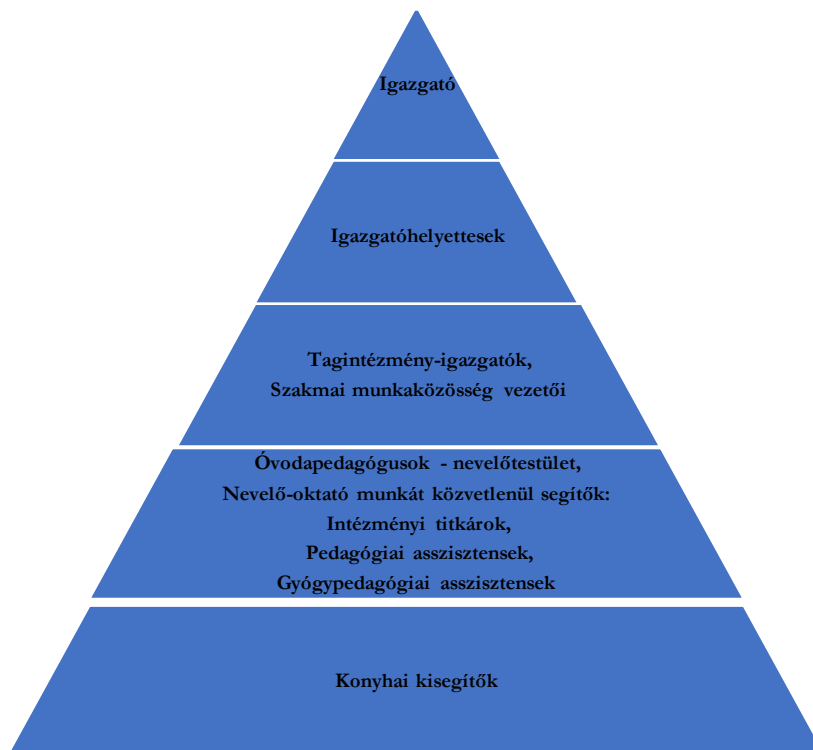 Igazgató
Igazgatóhelyettesek
Tagintézmény-igazgatók,
Szakmai munkaközösség vezetői
Óvodapedagógusok - nevelőtestület,
Nevelő-oktató munkát közvetlenül segítők:
Intézményi titkárok,
Pedagógiai asszisztensek,
Gyógypedagógiai asszisztensek
Konyhai kisegítők